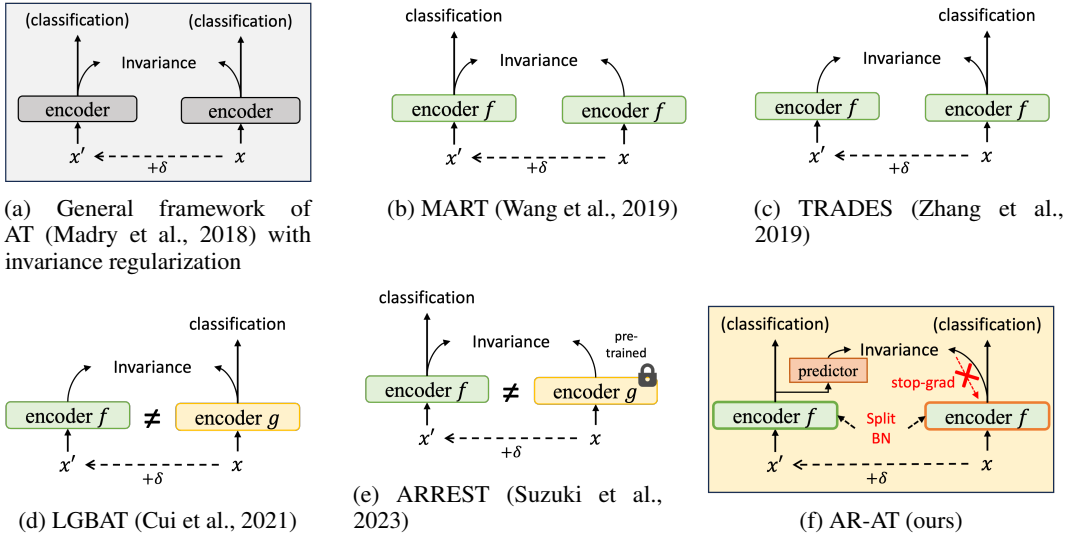 (classification)
(classification)
Invariance
encoder
encoder
x′
x
+δ
(a) General framework of
AT (Madry et al., 2018) with
invariance regularization
classification
Invariance
encoder f
encoder f
x′
x
+δ
(b) MART (Wang et al., 2019)
classification
Invariance
encoder f
encoder f
x′
x
+δ
(c) TRADES (Zhang et al.,
2019)
classification
Invariance
encoder f
≠
encoder g
x′
x
+δ
(d) LGBAT (Cui et al., 2021)
classification
Invariance
pre-
trained
encoder f
≠
encoder g
x′
x
+δ
(e) ARREST (Suzuki et al.,
2023)
(classification)
(classification)
Invariance
predictor
stop-grad
encoder f
Split
BN
encoder f
x′
x
+δ
(f) AR-AT (ours)